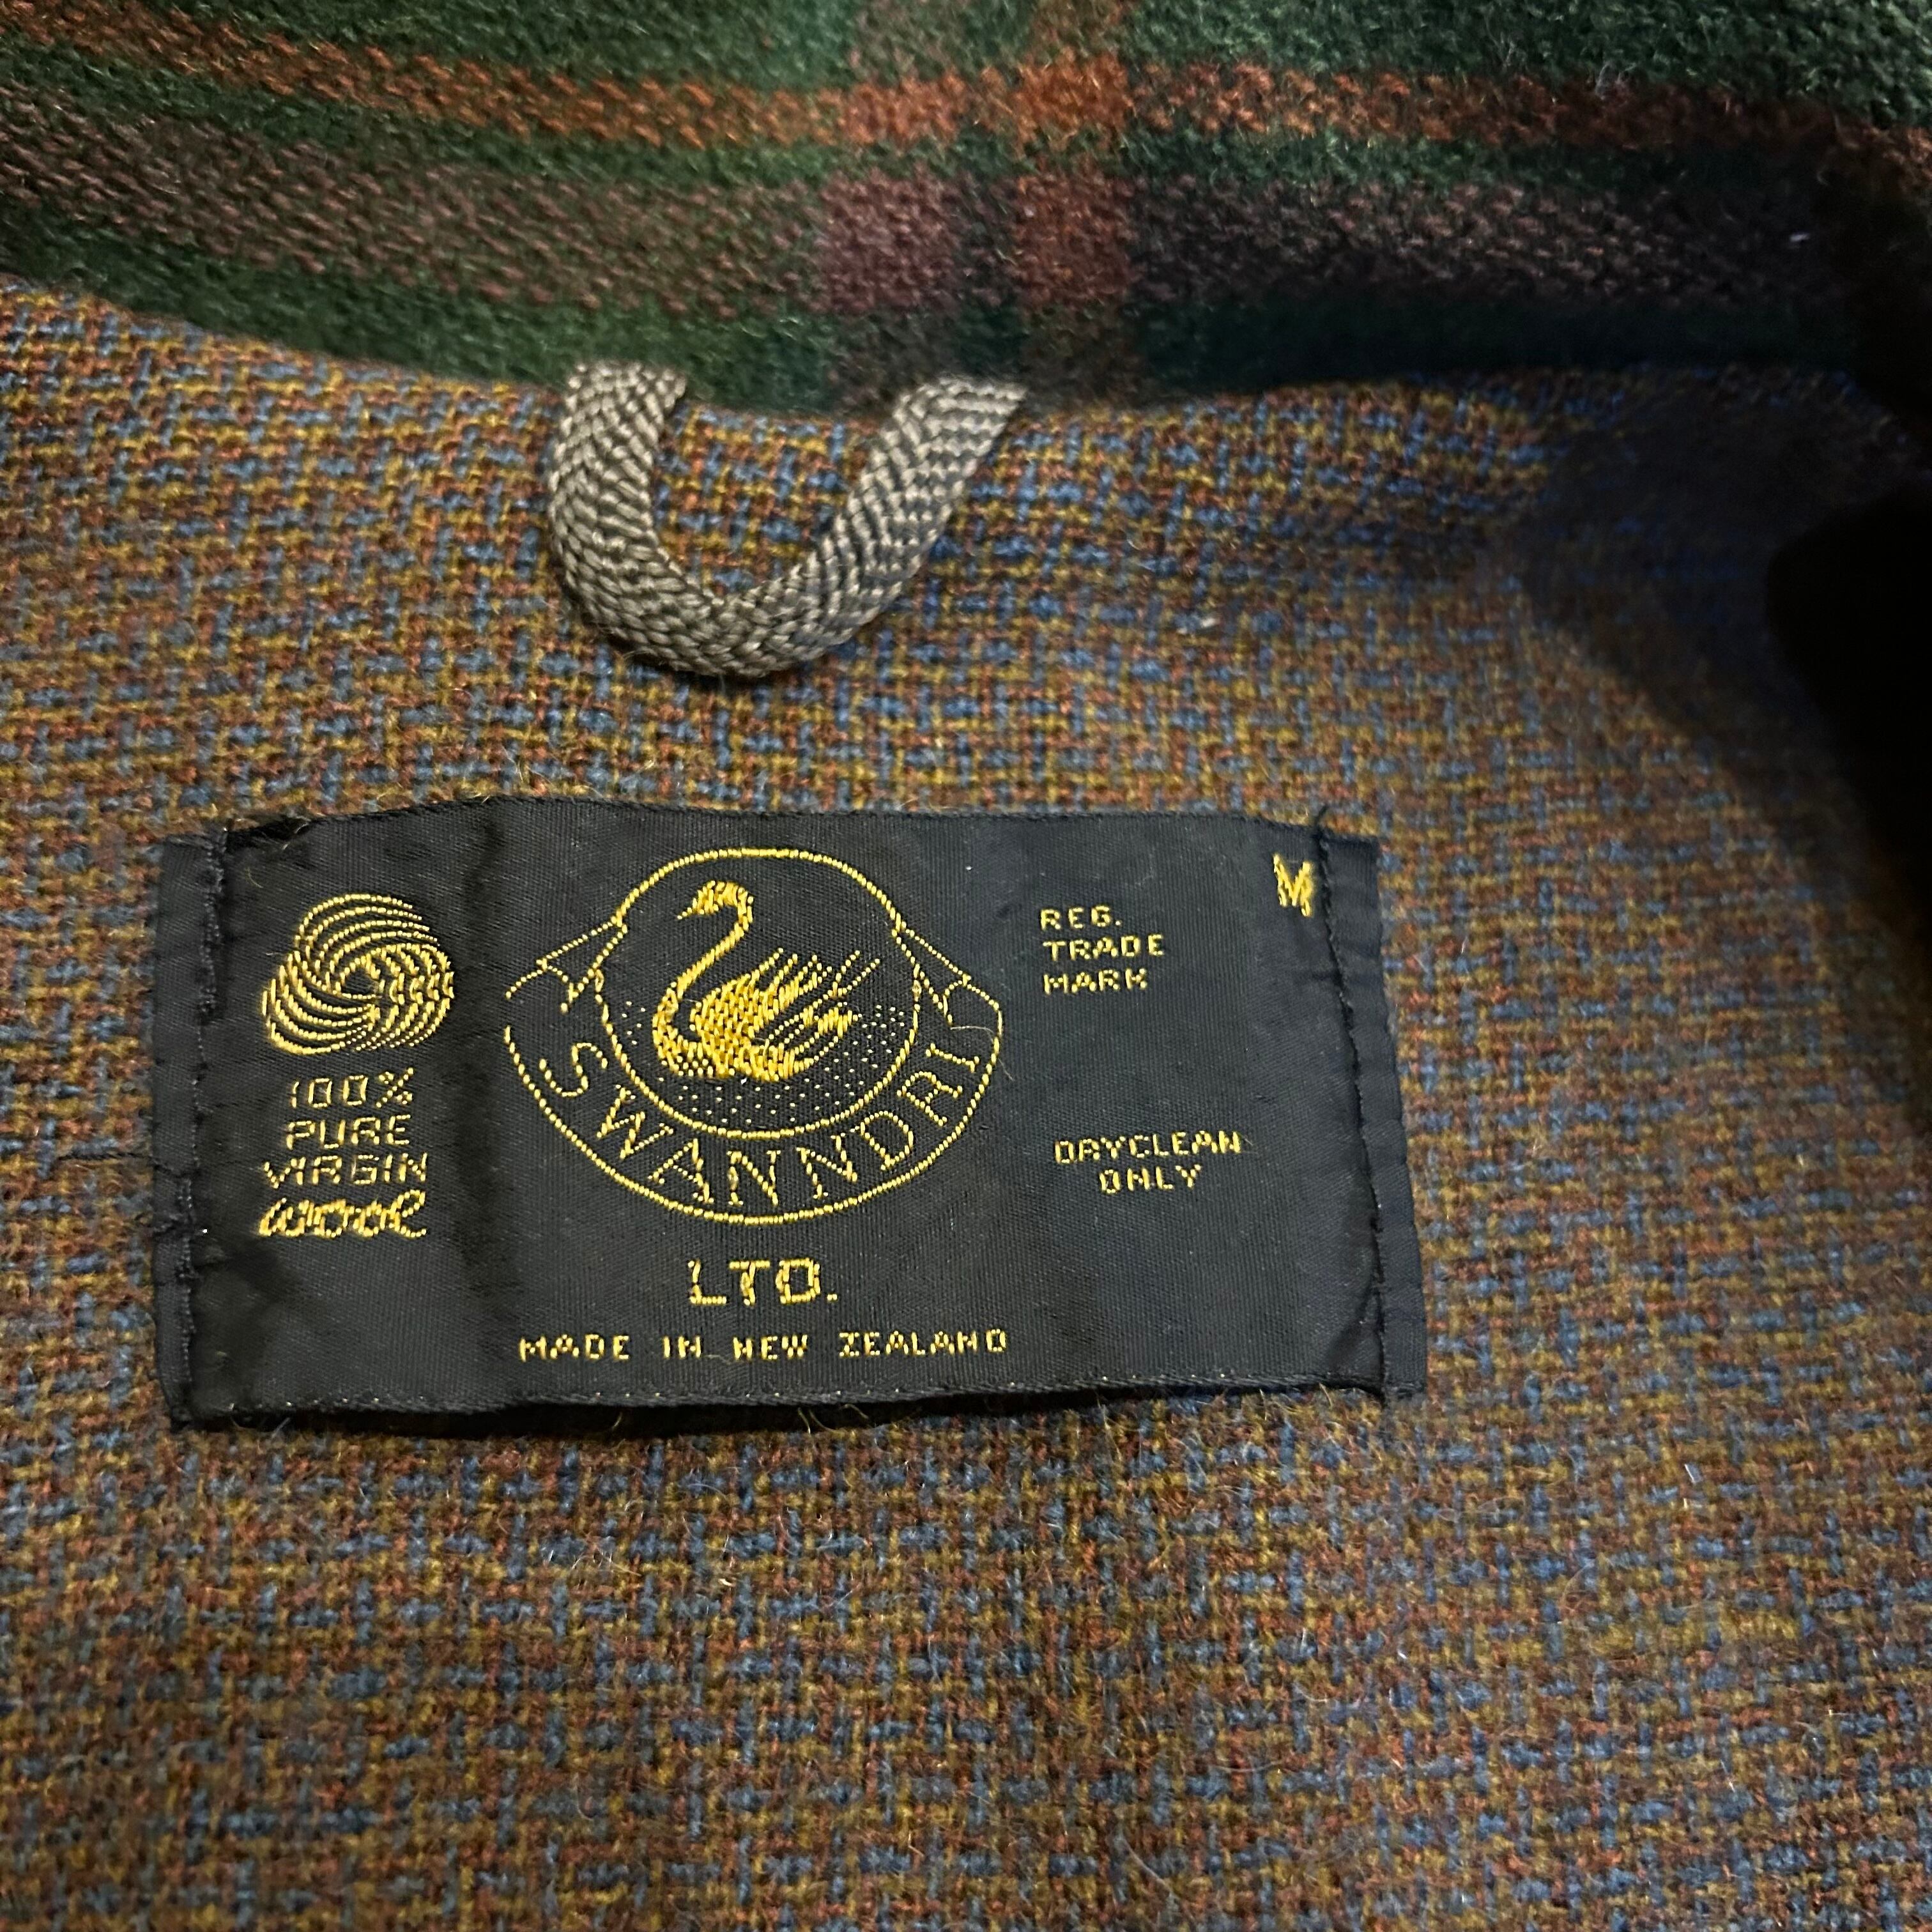 M
REG.
TRADE
MARK
SWANNDRI
100%
PURE
VIRGIN
wool
DRYCLEAN
ONLY
LTD.
MADE IN NEW ZEALAND